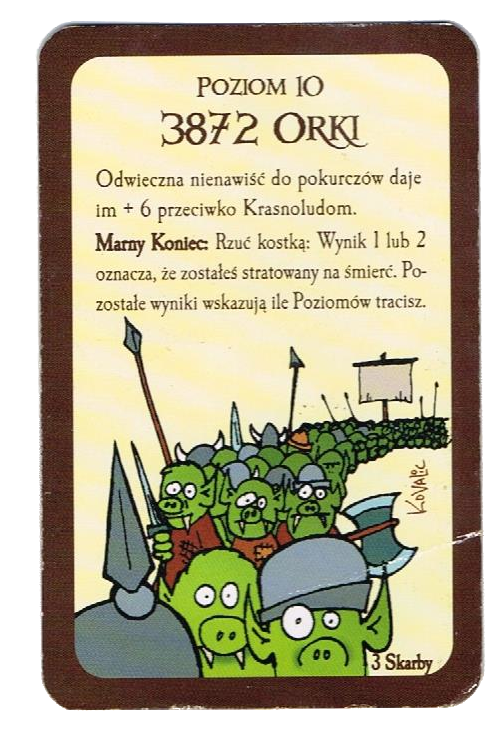 Poziom 10
3872 Orki
Odwieczna nienawiść do pokurczów daje
im + 6 przeciwko Krasnoludom.
Marny Koniec: Rzuć kostką: Wynik 1 lub 2
oznacza, że zostałeś stratowany na śmierć. Po-
zostałe wyniki wskazują ile Poziomów tracisz.
Kovalic
3 Skarby